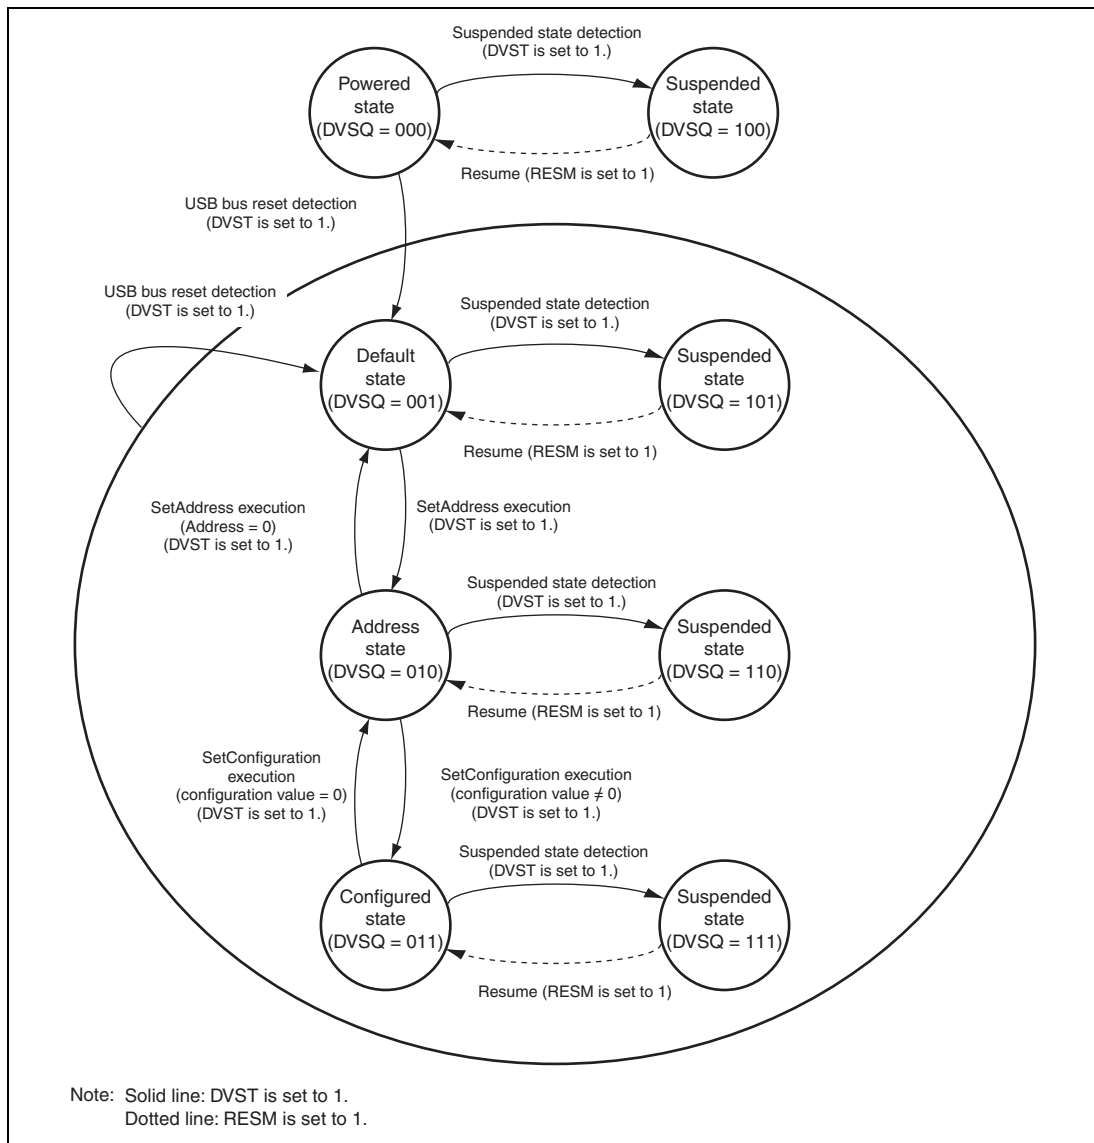 Suspended state detection
(DVST is set to 1.)
Powered
state
(DVSQ = 000)
Suspended
state
(DVSQ = 100)
Resume (RESM is set to 1)
USB bus reset detection
(DVST is set to 1.)
USB bus reset detection
(DVST is set to 1.)
Suspended state detection
(DVST is set to 1.)
Default
state
(DVSQ = 001)
Suspended
state
(DVSQ = 101)
Resume (RESM is set to 1)
SetAddress execution
(Address = 0)
(DVST is set to 1.)
SetAddress execution
(DVST is set to 1.)
Suspended state detection
(DVST is set to 1.)
Address
state
(DVSQ = 010)
Suspended
state
(DVSQ = 110)
Resume (RESM is set to 1)
SetConfiguration
execution
(configuration value = 0)
(DVST is set to 1.)
SetConfiguration execution
(configuration value ≠ 0)
(DVST is set to 1.)
Suspended state detection
(DVST is set to 1.)
Configured
state
(DVSQ = 011)
Suspended
state
(DVSQ = 111)
Resume (RESM is set to 1)
Note: Solid line: DVST is set to 1.
Dotted line: RESM is set to 1.